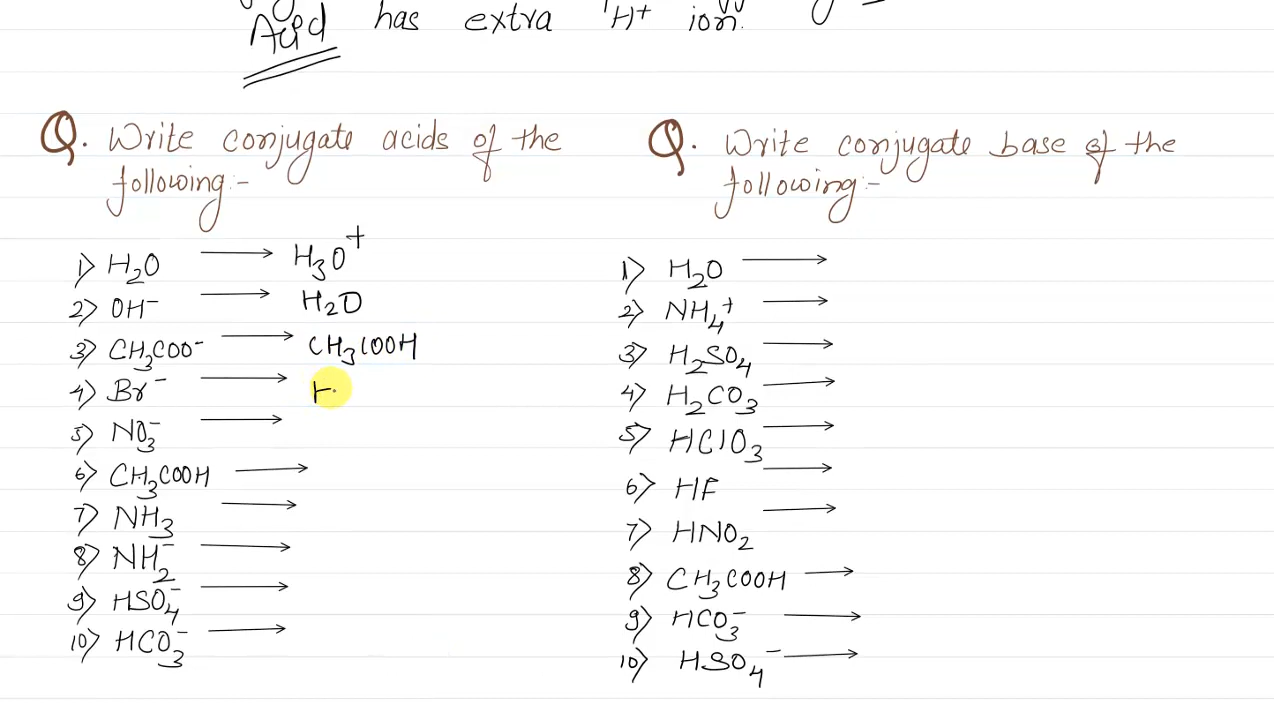 Acid has extra H+ ion.
Q. Write conjugate acids of the
following:-
1) H2O → H3O+
2) OH- → H2O
3) CH3COO- → CH3COOH
4) Br- →
5) NO3- →
6) CH3COOH →
7) NH3 →
8) NH2- →
9) HSO4- →
10) HCO3- →
Q. Write conjugate base of the
following:-
1) H2O →
2) NH4+ →
3) H2SO4 →
4) H2CO3 →
5) HClO3 →
6) HF →
7) HNO2 →
8) CH3COOH →
9) HCO3- →
10) HSO4- →